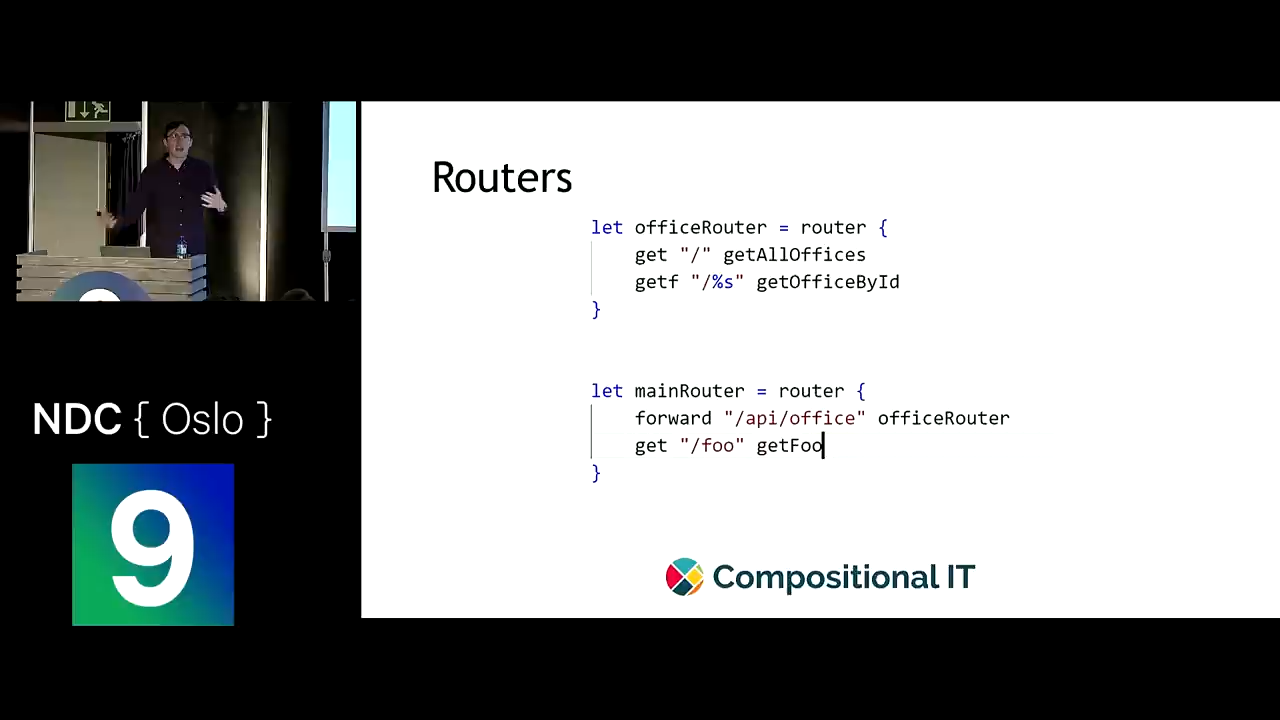 Routers
let officeRouter = router {
get "/" getAllOffices
getf "/%s" getOfficeById
}
let mainRouter = router {
forward "/api/office" officeRouter
get "/foo" getFoo
}
Compositional IT
NDC { Oslo }
9